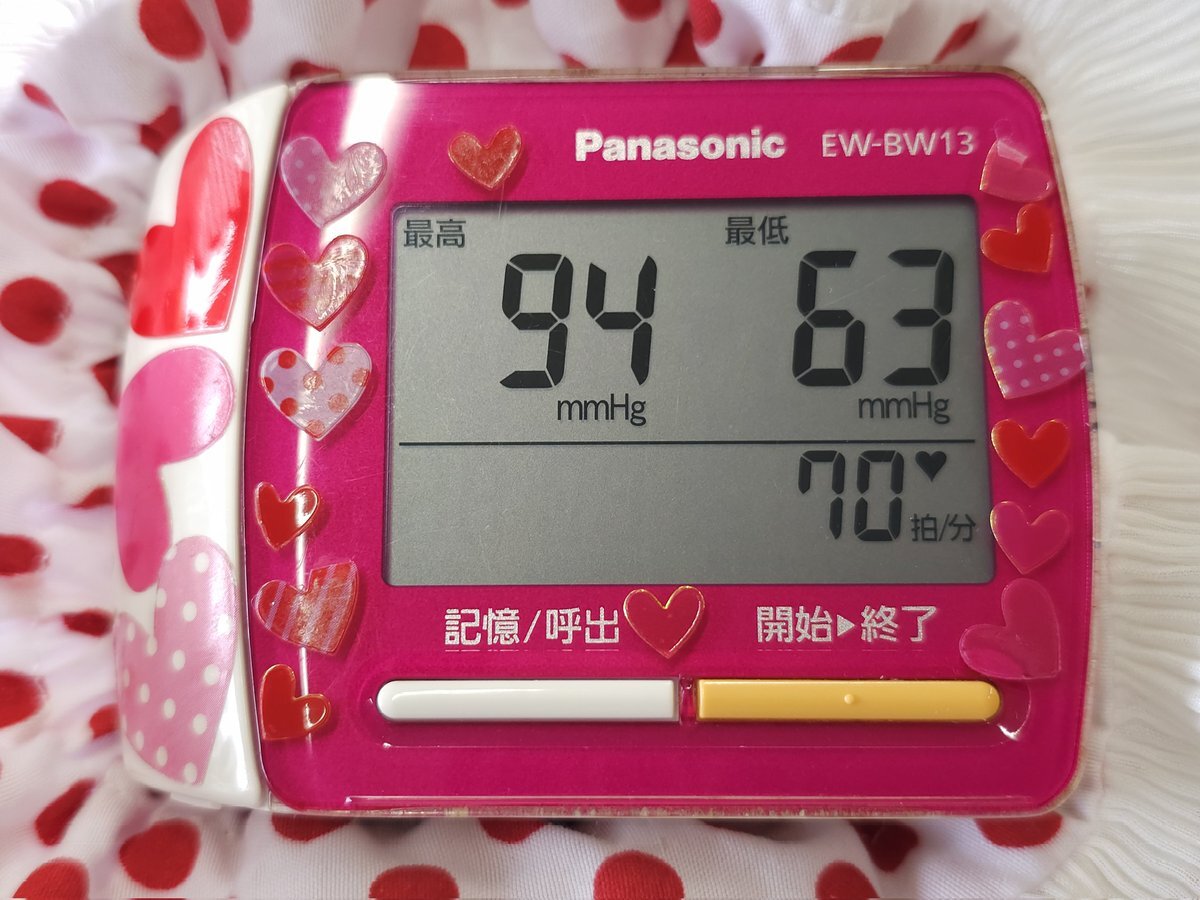 Panasonic EW-BW13
最高 最低
94 63
mmHg mmHg
70 ♥
拍/分
記憶/呼出 開始▶終了